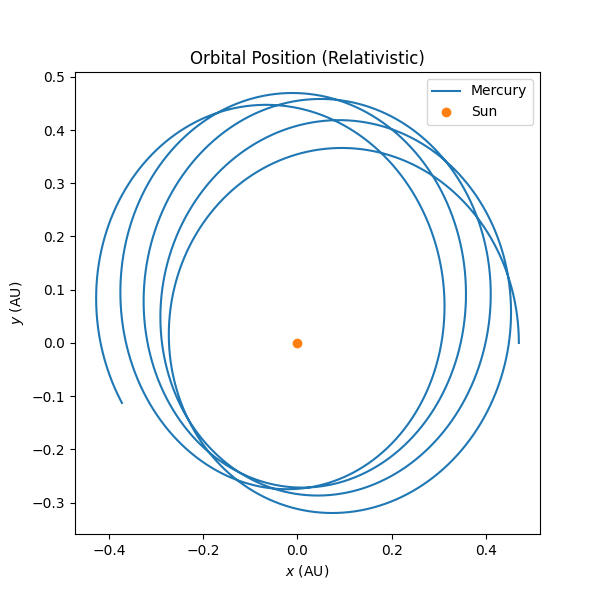 Orbital Position (Relativistic)
Mercury
Sun
y (AU)
0.5
0.4
0.3
0.2
0.1
0.0
−0.1
−0.2
−0.3
−0.4 −0.2 0.0 0.2 0.4
x (AU)